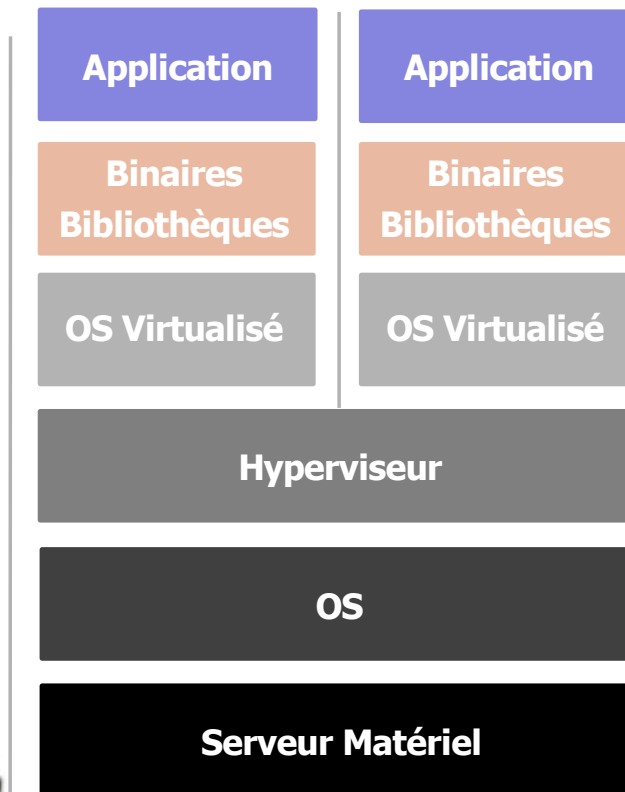 Application
Application
Binaires
Bibliothèques
Binaires
Bibliothèques
OS Virtualisé
OS Virtualisé
Hyperviseur
OS
Serveur Matériel